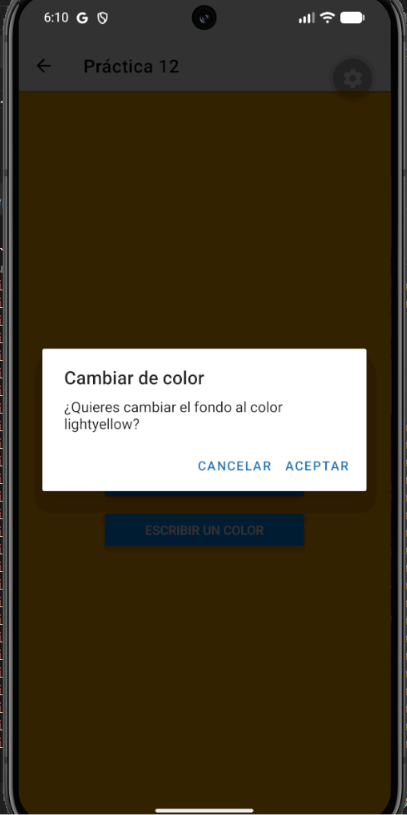 6:10 G
Práctica 12
Cambiar de color
¿Quieres cambiar el fondo al color
lightyellow?
CANCELAR ACEPTAR
ESCRIBIR UN COLOR